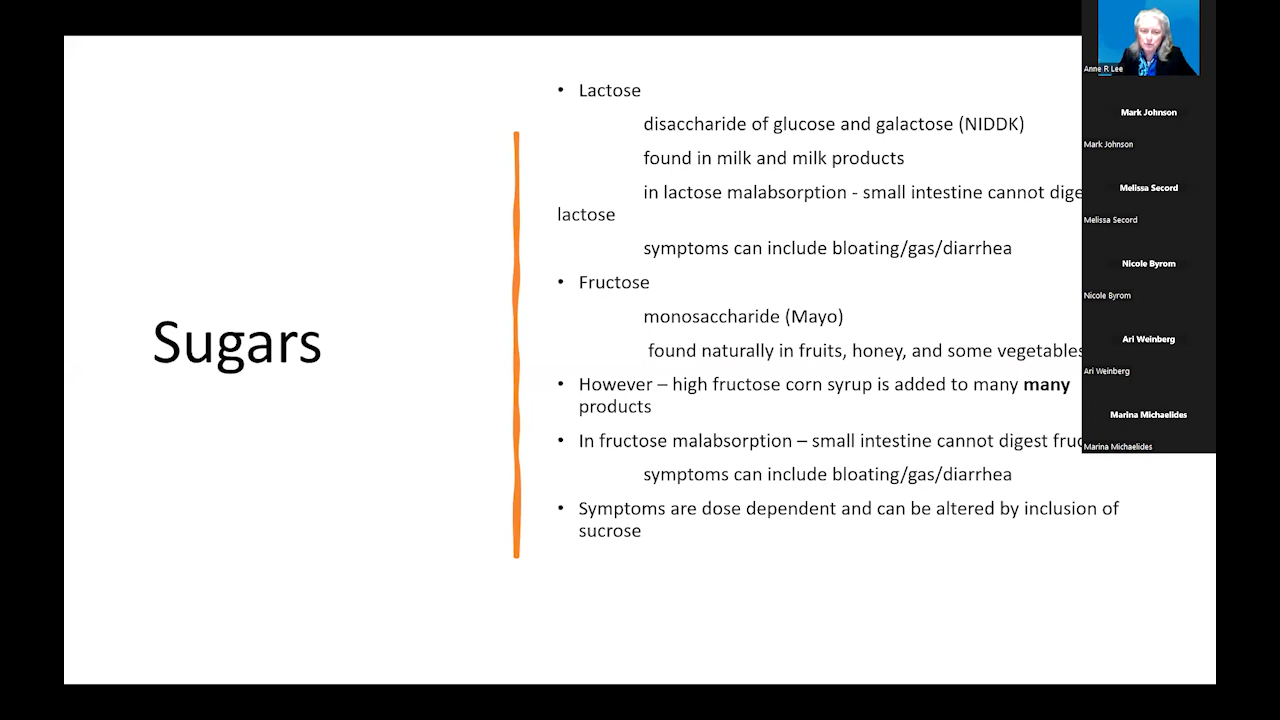 Sugars
• Lactose
disaccharide of glucose and galactose (NIDDK)
found in milk and milk products
in lactose malabsorption - small intestine cannot dige
lactose
symptoms can include bloating/gas/diarrhea
• Fructose
monosaccharide (Mayo)
found naturally in fruits, honey, and some vegetables
• However – high fructose corn syrup is added to many many
products
• In fructose malabsorption – small intestine cannot digest fruc
symptoms can include bloating/gas/diarrhea
• Symptoms are dose dependent and can be altered by inclusion of
sucrose
Anne R Lee
Mark Johnson
Mark Johnson
Melissa Secord
Melissa Secord
Nicole Byrom
Nicole Byrom
Ari Weinberg
Ari Weinberg
Marina Michaelides
Marina Michaelides